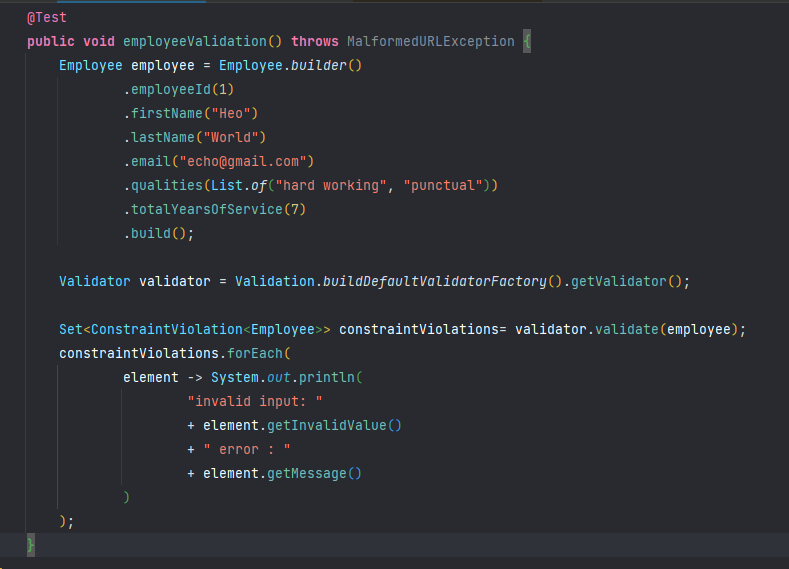 @Test
public void employeeValidation() throws MalformedURLException {
    Employee employee = Employee.builder()
            .employeeId(1)
            .firstName("Heo")
            .lastName("World")
            .email("echo@gmail.com")
            .qualities(List.of("hard working", "punctual"))
            .totalYearsOfService(7)
            .build();

    Validator validator = Validation.buildDefaultValidatorFactory().getValidator();

    Set<ConstraintViolation<Employee>> constraintViolations= validator.validate(employee);
    constraintViolations.forEach(
            element -> System.out.println(
                    "invalid input: "
                    + element.getInvalidValue()
                    + " error : "
                    + element.getMessage()
            )
    );
}